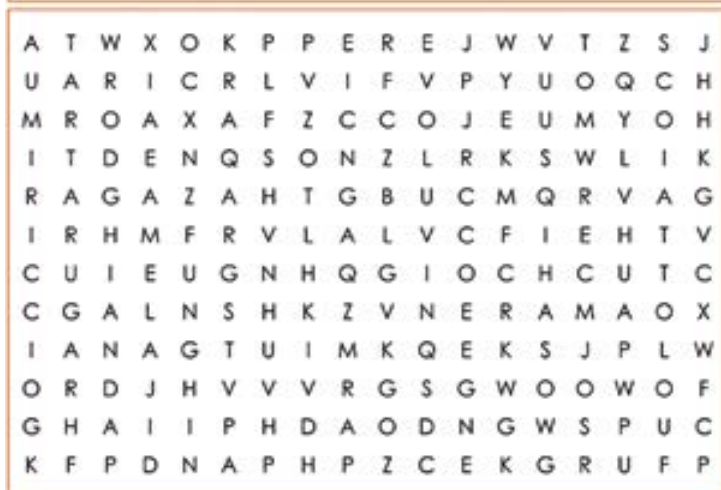 A T W X O K P P E R E J W V T Z S J
U A R I C R L V I F V P Y U O Q C H
M R O A X A F Z C C O J E U M Y O H
I T D E N Q S O N Z L R K S W L I K
R A G A Z A H T G B U C M Q R V A G
I R H M F R V L A L V C F I E H T V
C U I E U G N H Q G I O C H C U T C
C G A L N S H K Z V N E R A M A O X
I A N A G T U I M K Q E K S J P L W
O R D J H V V V R G S G W O O W O F
G H A I I P H D A O D N G W S P U C
K F P D N A P H P Z C E K G R U F P